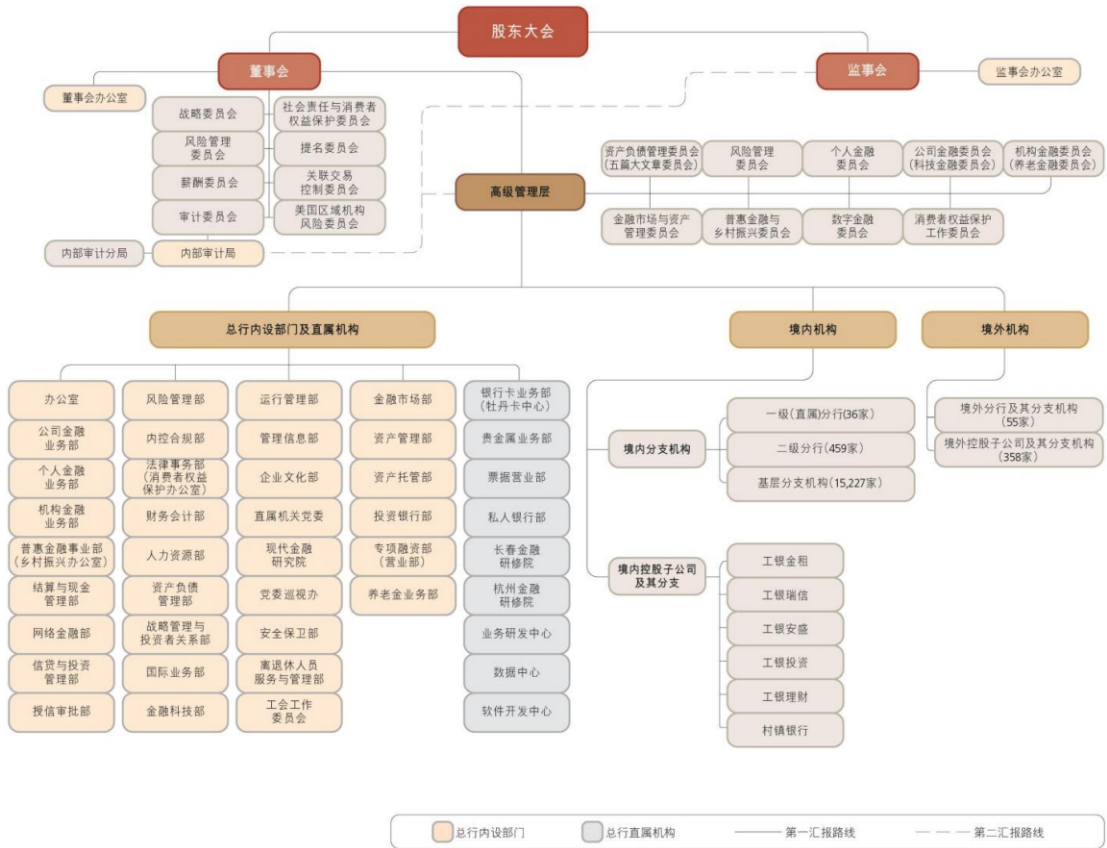 股东大会
董事会
监事会
监事会办公室
董事会办公室
战略委员会
社会责任与消费者
权益保护委员会
风险管理
委员会
提名委员会
薪酬委员会
关联交易
控制委员会
审计委员会
美国区域机构
风险委员会
内部审计分局
内部审计局
高级管理层
资产负债管理委员会
(五篇大文章委员会)
风险管理
委员会
个人金融
委员会
公司金融委员会
(科技金融委员会)
机构金融委员会
(养老金融委员会)
金融市场与资产
管理委员会
普惠金融与
乡村振兴委员会
数字金融
委员会
消费者权益保护
工作委员会
总行内设部门及直属机构
境内机构
境外机构
办公室
公司金融
业务部
个人金融
业务部
机构金融
业务部
普惠金融事业部
(乡村振兴办公室)
结算与现金
管理部
网络金融部
信贷与投资
管理部
授信审批部
风险管理部
内控合规部
法律事务部
(消费者权益
保护办公室)
财务会计部
人力资源部
资产负债
管理部
战略管理与
投资者关系部
国际业务部
金融科技部
运行管理部
管理信息部
企业文化部
直属机关党委
现代金融
研究院
党委巡视办
安全保卫部
离退休人员
服务与管理部
工会工作
委员会
金融市场部
资产管理部
资产托管部
投资银行部
专项融资部
(营业部)
养老金业务部
银行卡业务部
(牡丹卡中心)
贵金属业务部
票据营业部
私人银行部
长春金融
研修院
杭州金融
研修院
业务研发中心
数据中心
软件开发中心
境内分支机构
一级(直属)分行(36家)
二级分行(459家)
基层分支机构(15,227家)
境内控股子公司
及其分支
工银金租
工银瑞信
工银安盛
工银投资
工银理财
村镇银行
境外分行及其分支机构
(55家)
境外控股子公司及其分支机构
(358家)
总行内设部门
总行直属机构
第一汇报路线
第二汇报路线